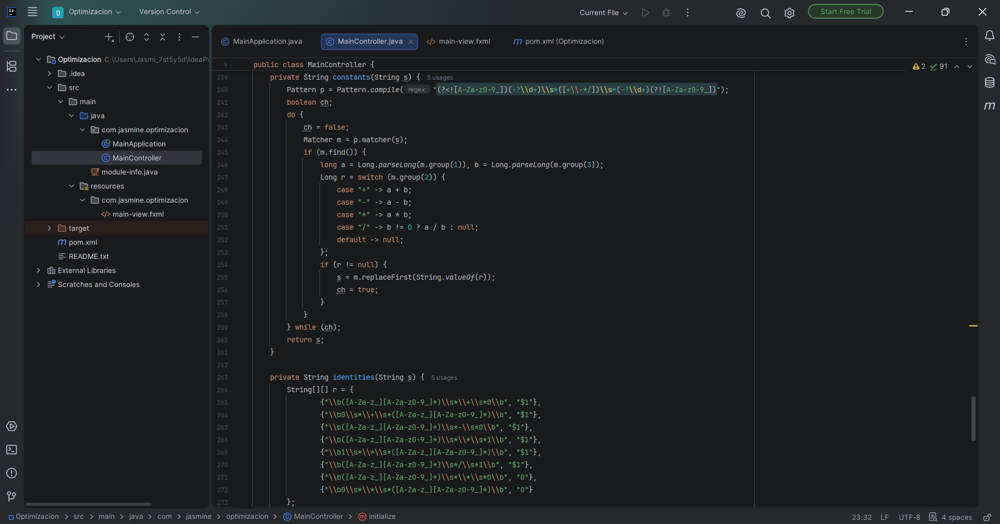 Optimizacion
Version Control
Current File
Start Free Trial
Project
Optimizacion C:\Users\Jasmi_7st5y5d\IdeaPr
.idea
src
main
java
com.jasmine.optimizacion
MainApplication
MainController
module-info.java
resources
com.jasmine.optimizacion
main-view.fxml
target
pom.xml
README.txt
External Libraries
Scratches and Consoles
MainApplication.java
MainController.java
main-view.fxml
pom.xml (Optimizacion)
2 91
9 public class MainController {
239 private String constants(String s) { 5 usages
240 Pattern p = Pattern.compile( regex: "(?<![A-Za-z0-9_])(-?\\d+)\\s*([+\\-*/])\\s*(-?\\d+)(?![A-Za-z0-9_])");
241 boolean ch;
242 do {
243 ch = false;
244 Matcher m = p.matcher(s);
245 if (m.find()) {
246 long a = Long.parseLong(m.group(1)), b = Long.parseLong(m.group(3));
247 Long r = switch (m.group(2)) {
248 case "+" -> a + b;
249 case "-" -> a - b;
250 case "*" -> a * b;
251 case "/" -> b != 0 ? a / b : null;
252 default -> null;
253 };
254 if (r != null) {
255 s = m.replaceFirst(String.valueOf(r));
256 ch = true;
257 }
258 }
259 } while (ch);
260 return s;
261 }
262
263 private String identities(String s) { 5 usages
264 String[][] r = {
265 {"\\b([A-Za-z_][A-Za-z0-9_]*)\\s*\\+\\s*0\\b", "$1"},
266 {"\\b0\\s*\\+\\s*([A-Za-z_][A-Za-z0-9_]*)\\b", "$1"},
267 {"\\b([A-Za-z_][A-Za-z0-9_]*)\\s*-\\s*0\\b", "$1"},
268 {"\\b([A-Za-z_][A-Za-z0-9_]*)\\s*\\*\\s*1\\b", "$1"},
269 {"\\b1\\s*\\*\\s*([A-Za-z_][A-Za-z0-9_]*)\\b", "$1"},
270 {"\\b([A-Za-z_][A-Za-z0-9_]*)\\s*/\\s*1\\b", "$1"},
271 {"\\b([A-Za-z_][A-Za-z0-9_]*)\\s*\\*\\s*0\\b", "0"},
272 {"\\b0\\s*\\*\\s*([A-Za-z_][A-Za-z0-9_]*)\\b", "0"}
273 };
Optimizacion > src > main > java > com > jasmine > optimizacion > MainController > initialize
23:32 LF UTF-8 4 spaces